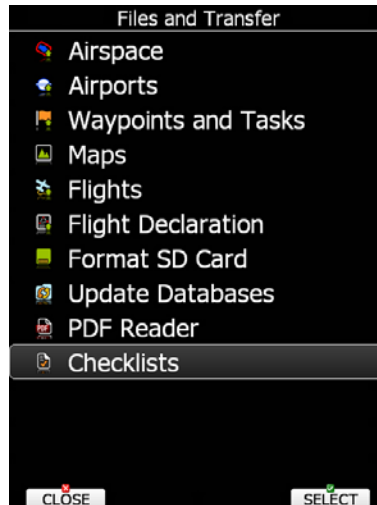 Files and Transfer
Airspace
Airports
Waypoints and Tasks
Maps
Flights
Flight Declaration
Format SD Card
Update Databases
PDF Reader
Checklists
CLOSE
SELECT